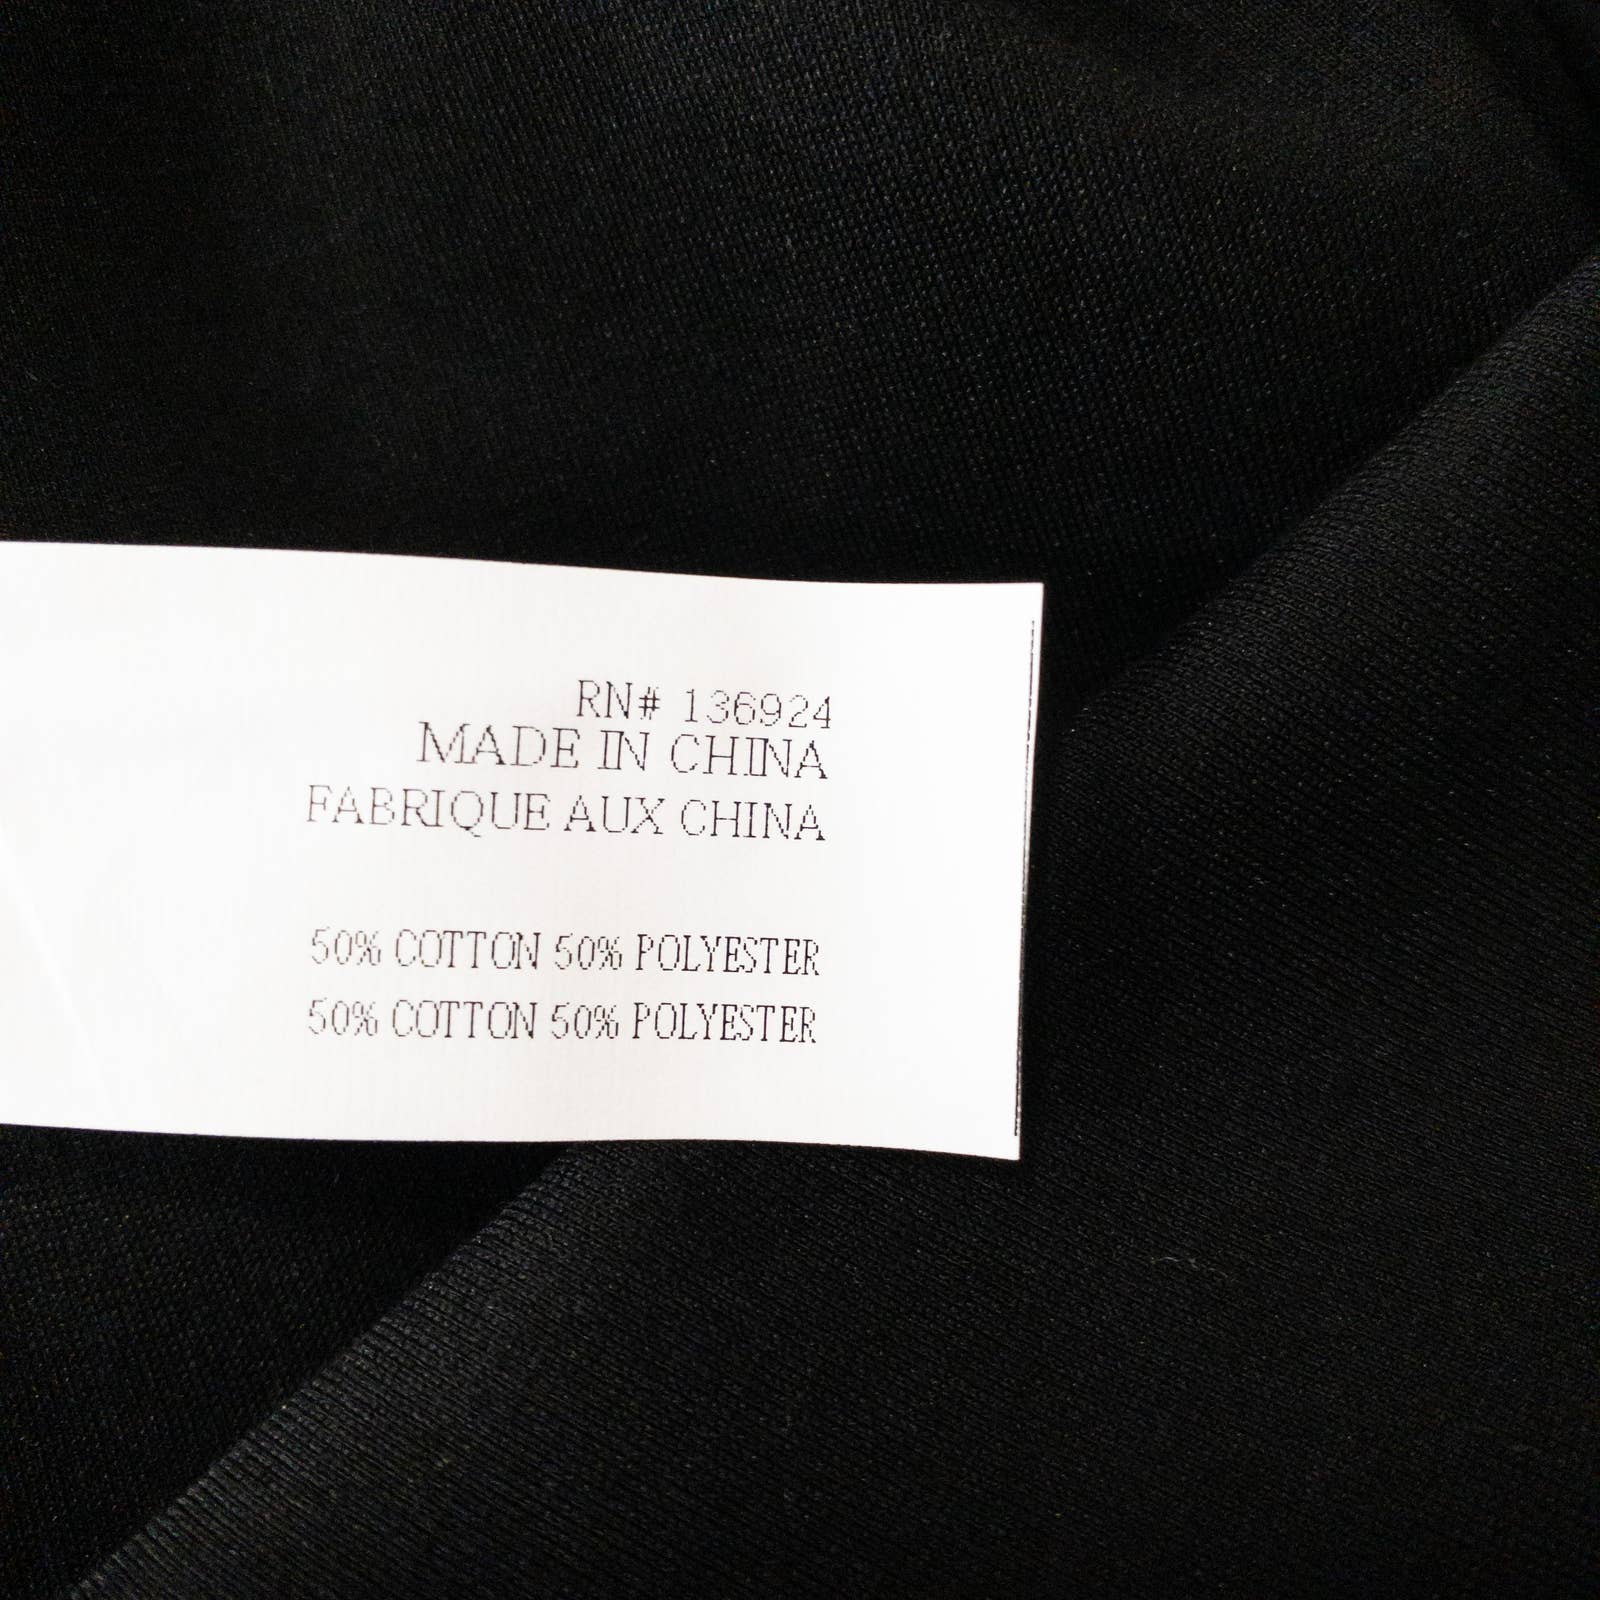 RN# 136924
MADE IN CHINA
FABRIQUE AUX CHINA
50% COTTON 50% POLYESTER
50% COTTON 50% POLYESTER